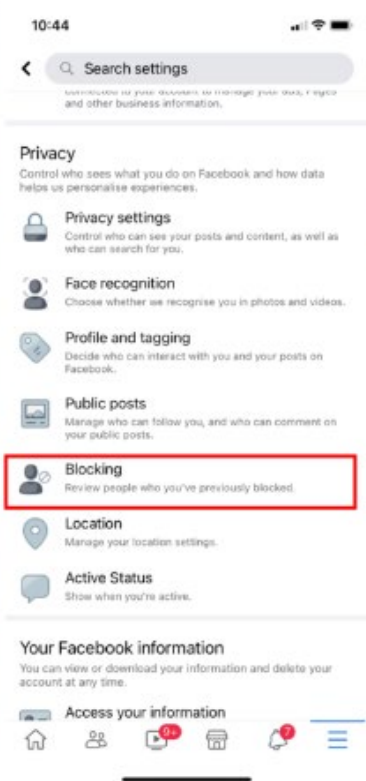 10:44
Search settings
connected to your account to manage your ads, Pages
and other business information.
Privacy
Control who sees what you do on Facebook and how data
helps us personalise experiences.
Privacy settings
Control who can see your posts and content, as well as
who can search for you.
Face recognition
Choose whether we recognise you in photos and videos.
Profile and tagging
Decide who can interact with you and your posts on
Facebook.
Public posts
Manage who can follow you, and who can comment on
your public posts.
Blocking
Review people who you've previously blocked.
Location
Manage your location settings.
Active Status
Show when you're active.
Your Facebook information
You can view or download your information and delete your
account at any time.
Access your information
9+
7